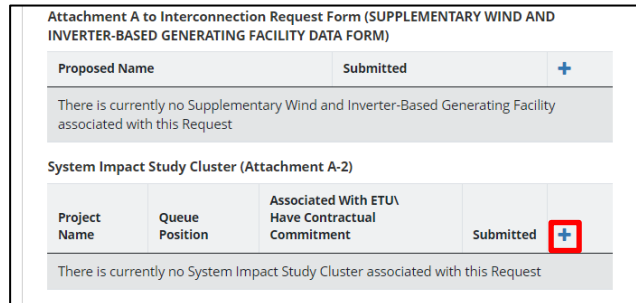 Attachment A to Interconnection Request Form (SUPPLEMENTARY WIND AND
INVERTER-BASED GENERATING FACILITY DATA FORM)
Proposed Name Submitted +
There is currently no Supplementary Wind and Inverter-Based Generating Facility
associated with this Request
System Impact Study Cluster (Attachment A-2)
Project Name Queue Position Associated With ETU\ Have Contractual Commitment Submitted +
There is currently no System Impact Study Cluster associated with this Request